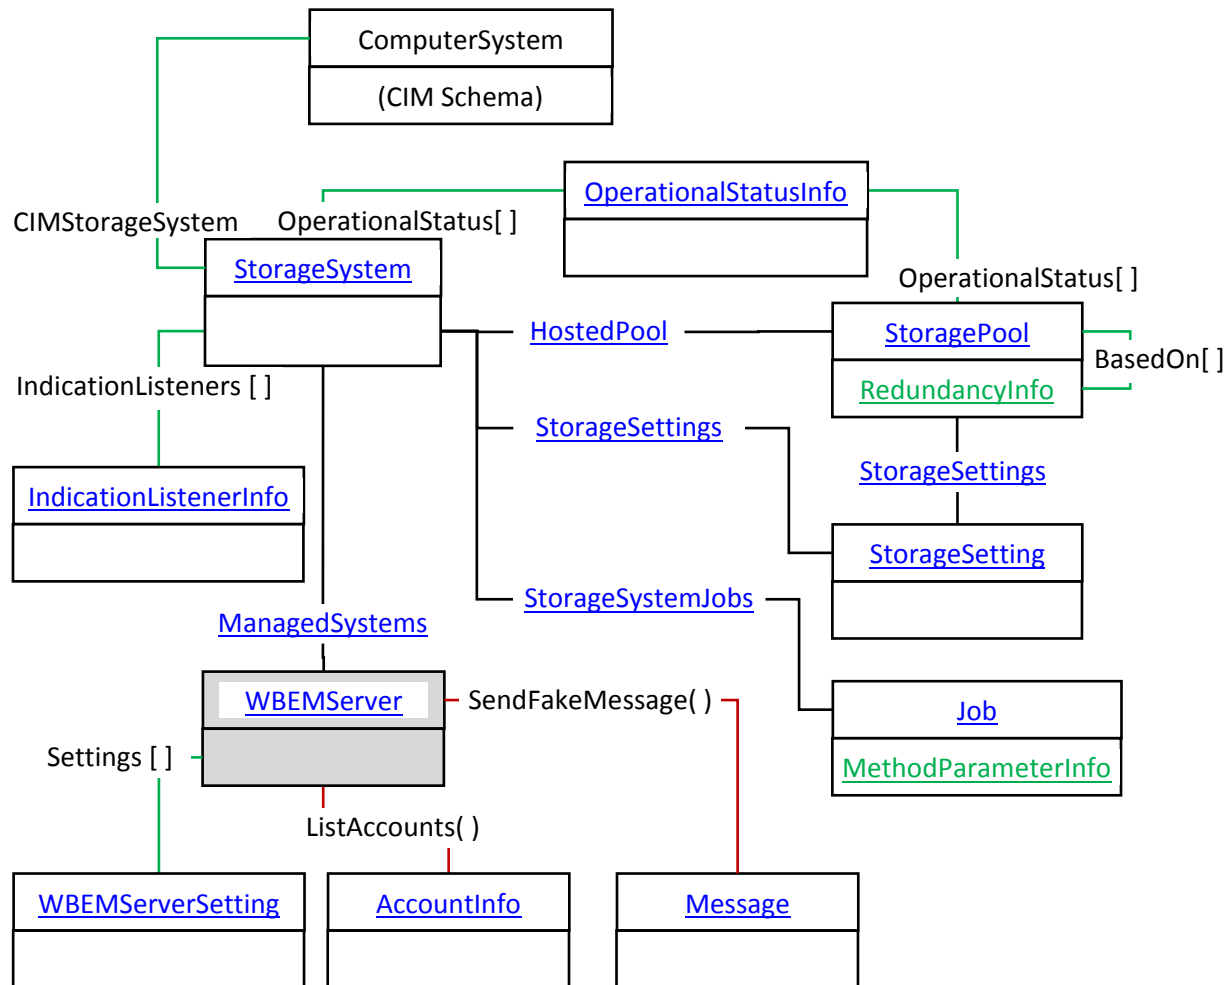 ComputerSystem
(CIM Schema)
OperationalStatusInfo
CIMStorageSystem
OperationalStatus[ ]
StorageSystem
OperationalStatus[ ]
HostedPool
StoragePool
BasedOn[ ]
IndicationListeners [ ]
RedundancyInfo
StorageSettings
StorageSettings
IndicationListenerInfo
StorageSetting
StorageSystemJobs
ManagedSystems
WBEMServer
SendFakeMessage( )
Job
Settings [ ]
MethodParameterInfo
ListAccounts( )
WBEMServerSetting
AccountInfo
Message